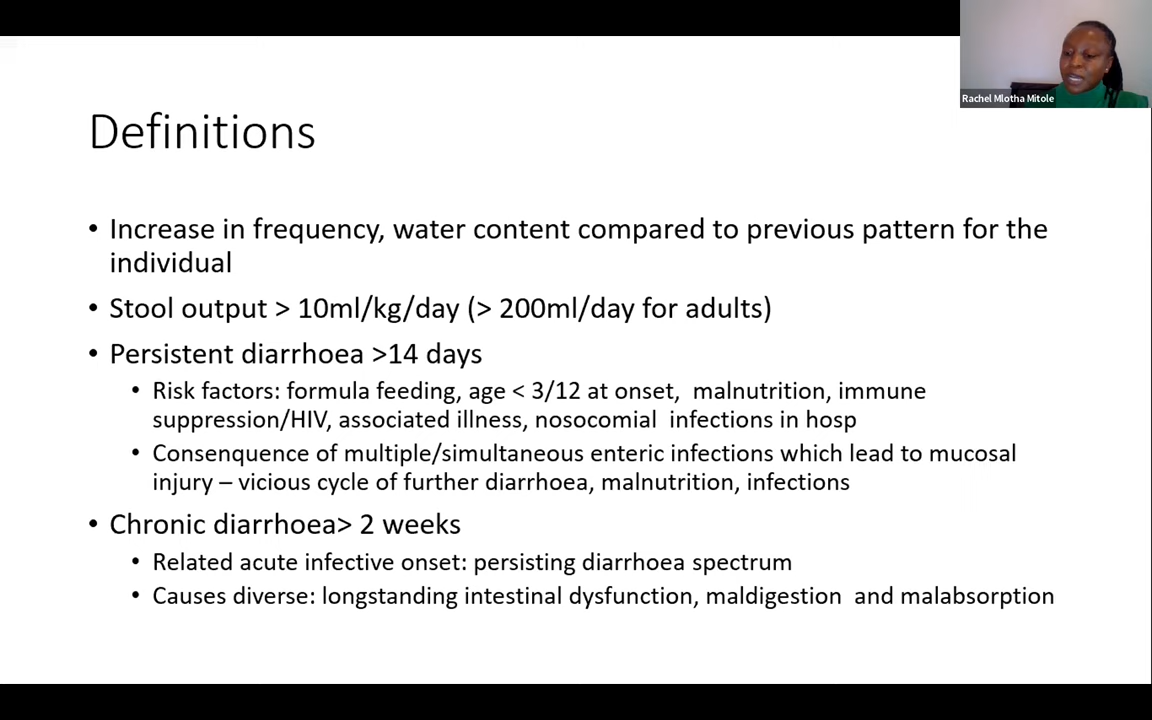 Rachel Mlotha Mitole
Definitions
• Increase in frequency, water content compared to previous pattern for the
individual
• Stool output > 10ml/kg/day (> 200ml/day for adults)
• Persistent diarrhoea >14 days
• Risk factors: formula feeding, age < 3/12 at onset, malnutrition, immune
suppression/HIV, associated illness, nosocomial infections in hosp
• Consenquence of multiple/simultaneous enteric infections which lead to mucosal
injury – vicious cycle of further diarrhoea, malnutrition, infections
• Chronic diarrhoea> 2 weeks
• Related acute infective onset: persisting diarrhoea spectrum
• Causes diverse: longstanding intestinal dysfunction, maldigestion and malabsorption